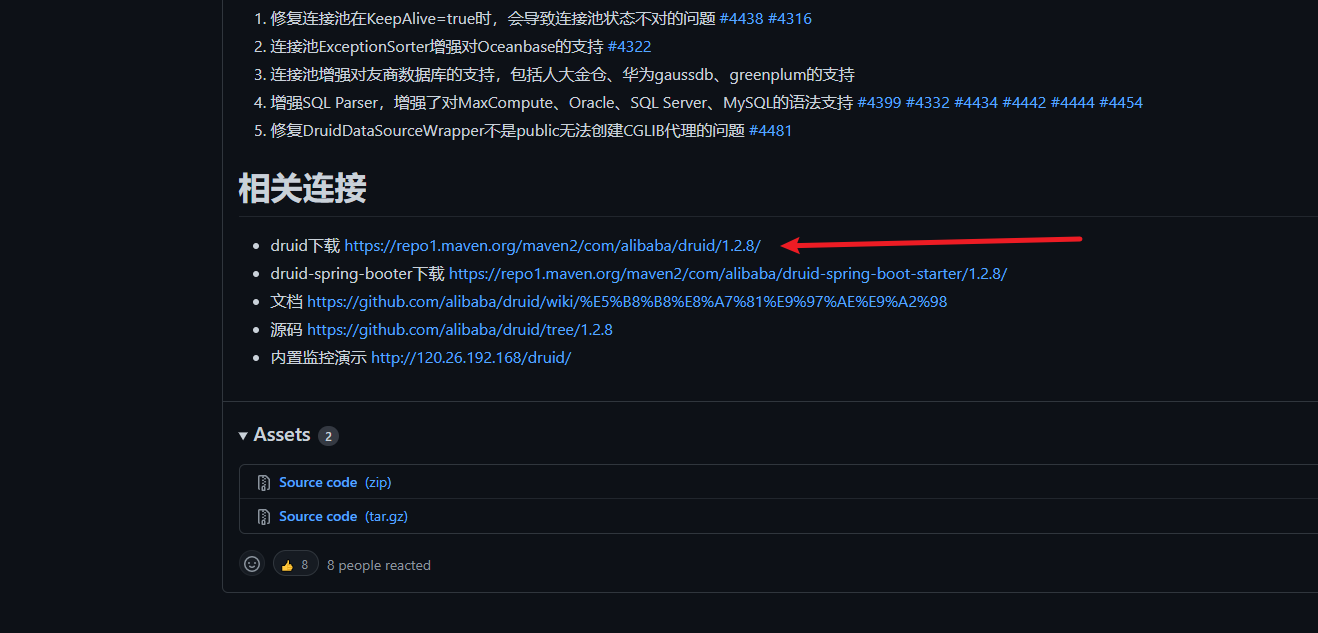 1. 修复连接池在KeepAlive=true时，会导致连接池状态不对的问题 #4438 #4316
2. 连接池ExceptionSorter增强对Oceanbase的支持 #4322
3. 连接池增强对友商数据库的支持，包括人大金仓、华为gaussdb、greenplum的支持
4. 增强SQL Parser，增强了对MaxCompute、Oracle、SQL Server、MySQL的语法支持 #4399 #4332 #4434 #4442 #4444 #4454
5. 修复DruidDataSourceWrapper不是public无法创建CGLIB代理的问题 #4481
相关连接
• druid下载 https://repo1.maven.org/maven2/com/alibaba/druid/1.2.8/
• druid-spring-booter下载 https://repo1.maven.org/maven2/com/alibaba/druid-spring-boot-starter/1.2.8/
• 文档 https://github.com/alibaba/druid/wiki/%E5%B8%B8%E8%A7%81%E9%97%AE%E9%A2%98
• 源码 https://github.com/alibaba/druid/tree/1.2.8
• 内置监控演示 http://120.26.192.168/druid/
Assets 2
Source code (zip)
Source code (tar.gz)
8 8 people reacted